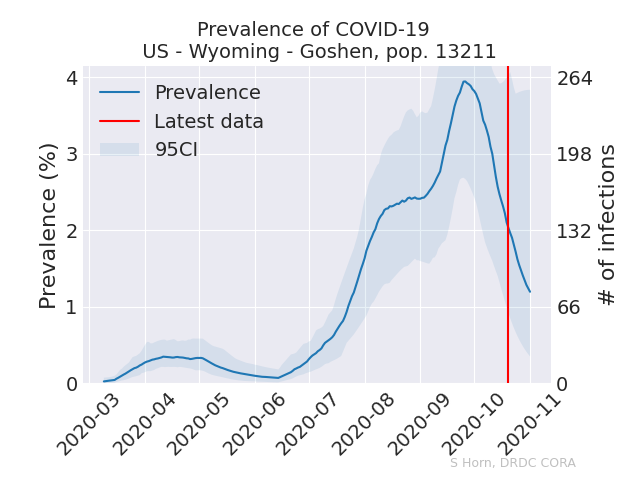 Prevalence of COVID-19
US - Wyoming - Goshen, pop. 13211
Prevalence
Latest data
95CI
Prevalence (%)
4
3
2
1
0
264
198
132
66
0
# of infections
2020-03
2020-04
2020-05
2020-06
2020-07
2020-08
2020-09
2020-10
2020-11
S Horn, DRDC CORA